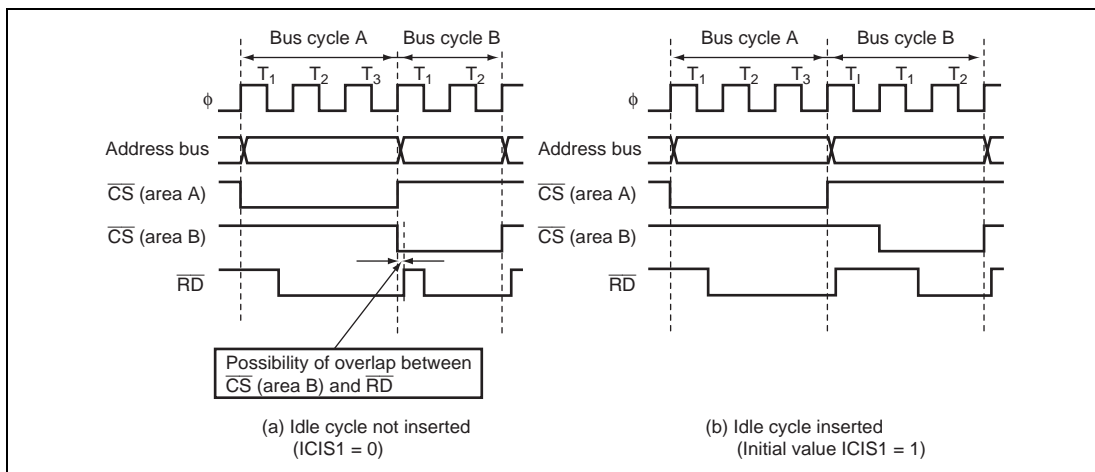 Bus cycle A Bus cycle B
T1 T2 T3 T1 T2
ϕ
Address bus
CS (area A)
CS (area B)
RD
Possibility of overlap between
CS (area B) and RD
(a) Idle cycle not inserted
(ICIS1 = 0)
Bus cycle A Bus cycle B
T1 T2 T3 TI T1 T2
ϕ
Address bus
CS (area A)
CS (area B)
RD
(b) Idle cycle inserted
(Initial value ICIS1 = 1)